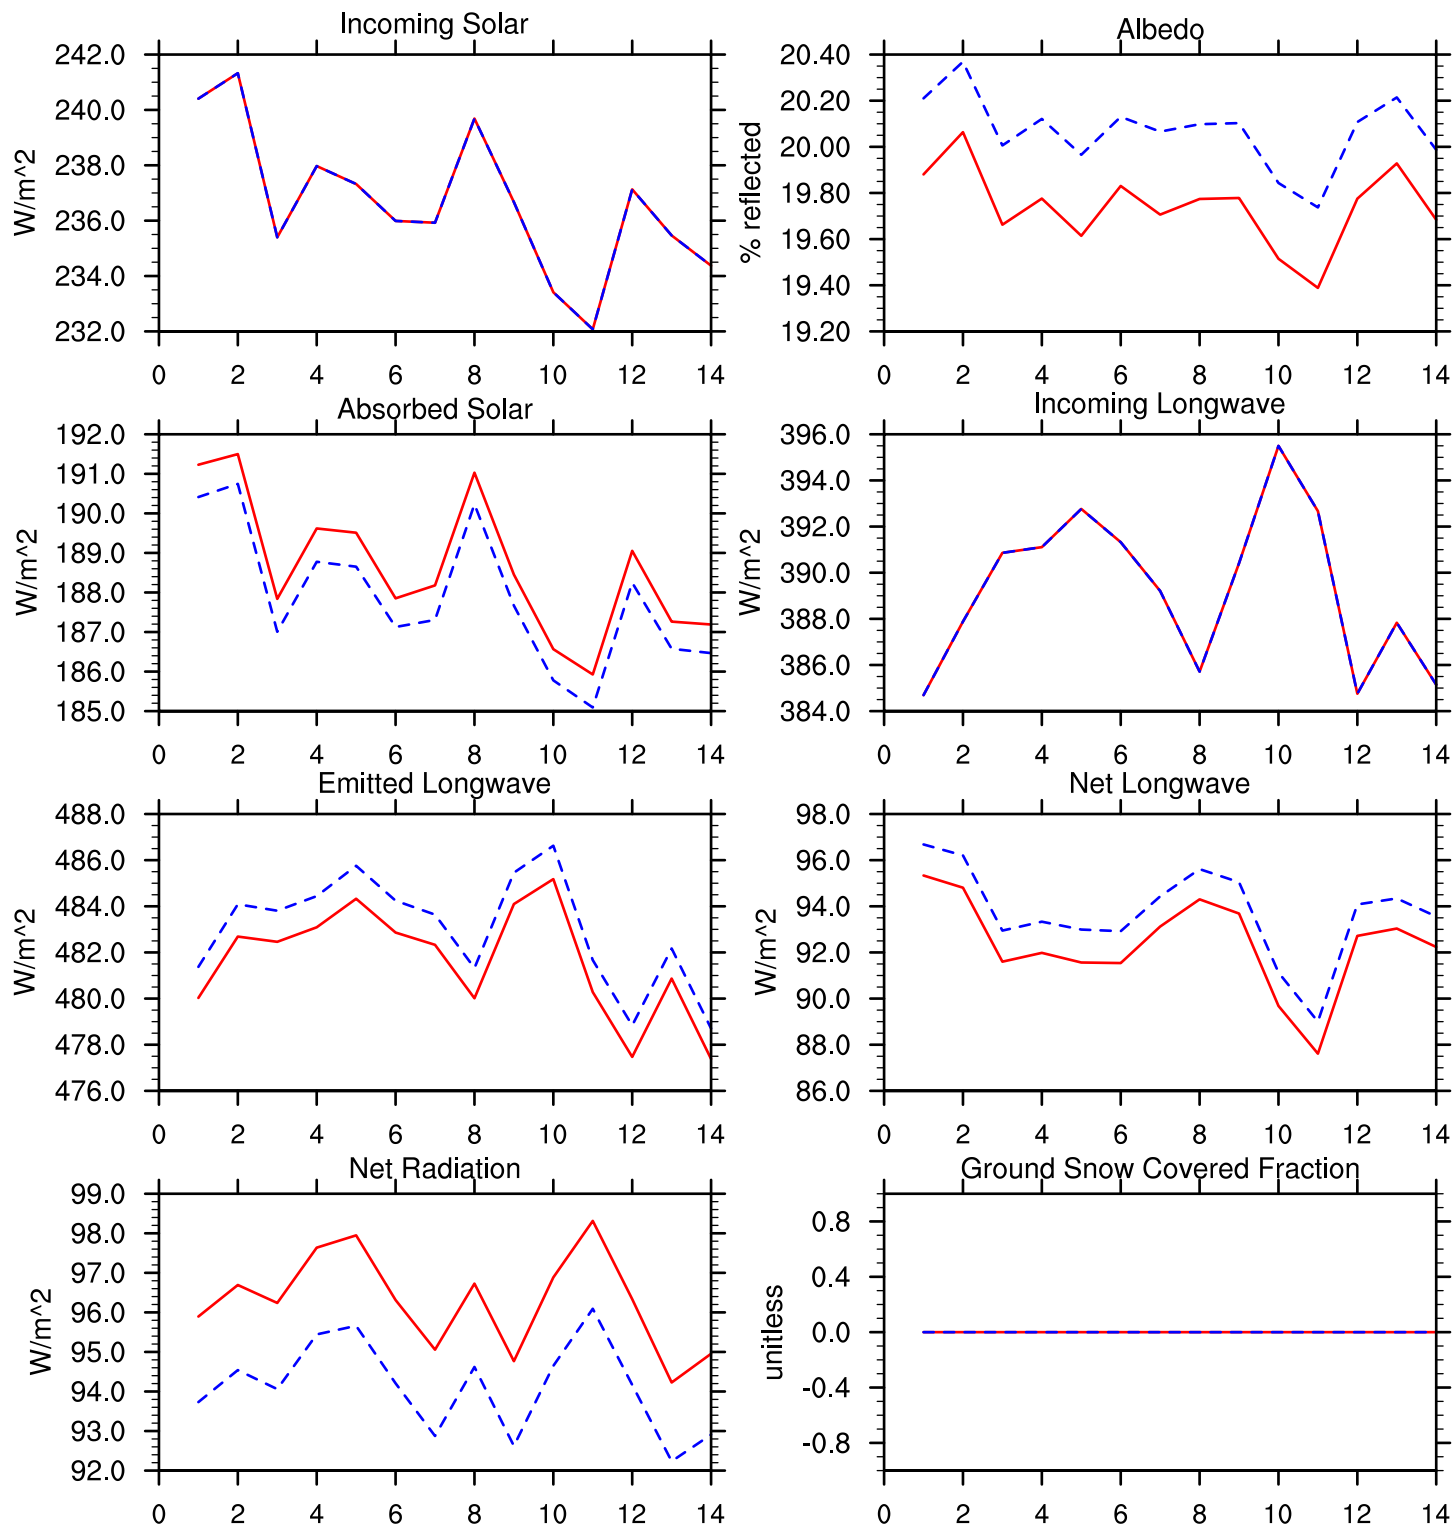 Incoming Solar
W/m^2
242.0
240.0
238.0
236.0
234.0
232.0
0 2 4 6 8 10 12 14
Albedo
% reflected
20.40
20.20
20.00
19.80
19.60
19.40
19.20
0 2 4 6 8 10 12 14
Absorbed Solar
W/m^2
192.0
191.0
190.0
189.0
188.0
187.0
186.0
185.0
0 2 4 6 8 10 12 14
Incoming Longwave
W/m^2
396.0
394.0
392.0
390.0
388.0
386.0
384.0
0 2 4 6 8 10 12 14
Emitted Longwave
W/m^2
488.0
486.0
484.0
482.0
480.0
478.0
476.0
0 2 4 6 8 10 12 14
Net Longwave
W/m^2
98.0
96.0
94.0
92.0
90.0
88.0
86.0
0 2 4 6 8 10 12 14
Net Radiation
W/m^2
99.0
98.0
97.0
96.0
95.0
94.0
93.0
92.0
0 2 4 6 8 10 12 14
Ground Snow Covered Fraction
unitless
0.8
0.4
0.0
-0.4
-0.8
0 2 4 6 8 10 12 14